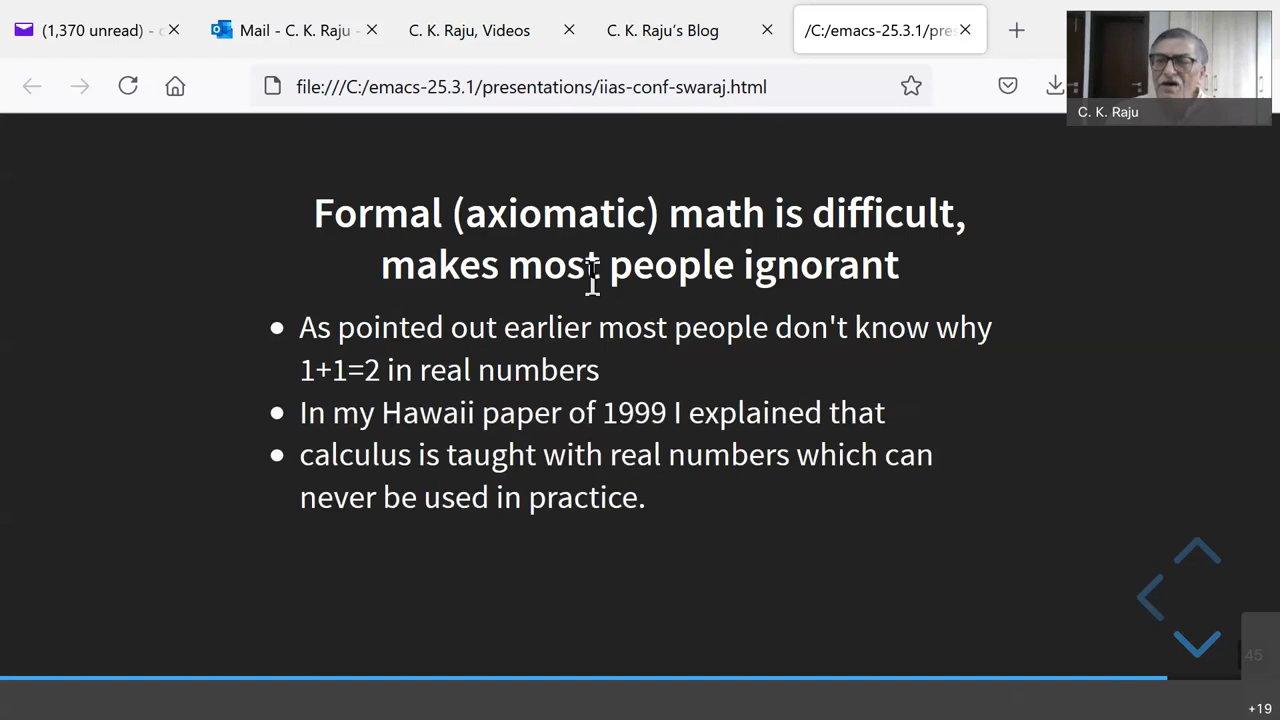 (1,370 unread) - c
Mail - C. K. Raju -
C. K. Raju, Videos
C. K. Raju's Blog
/C:/emacs-25.3.1/pres
file:///C:/emacs-25.3.1/presentations/iias-conf-swaraj.html
C. K. Raju
Formal (axiomatic) math is difficult,
makes most people ignorant
As pointed out earlier most people don't know why
1+1=2 in real numbers
In my Hawaii paper of 1999 I explained that
calculus is taught with real numbers which can
never be used in practice.
45
+19